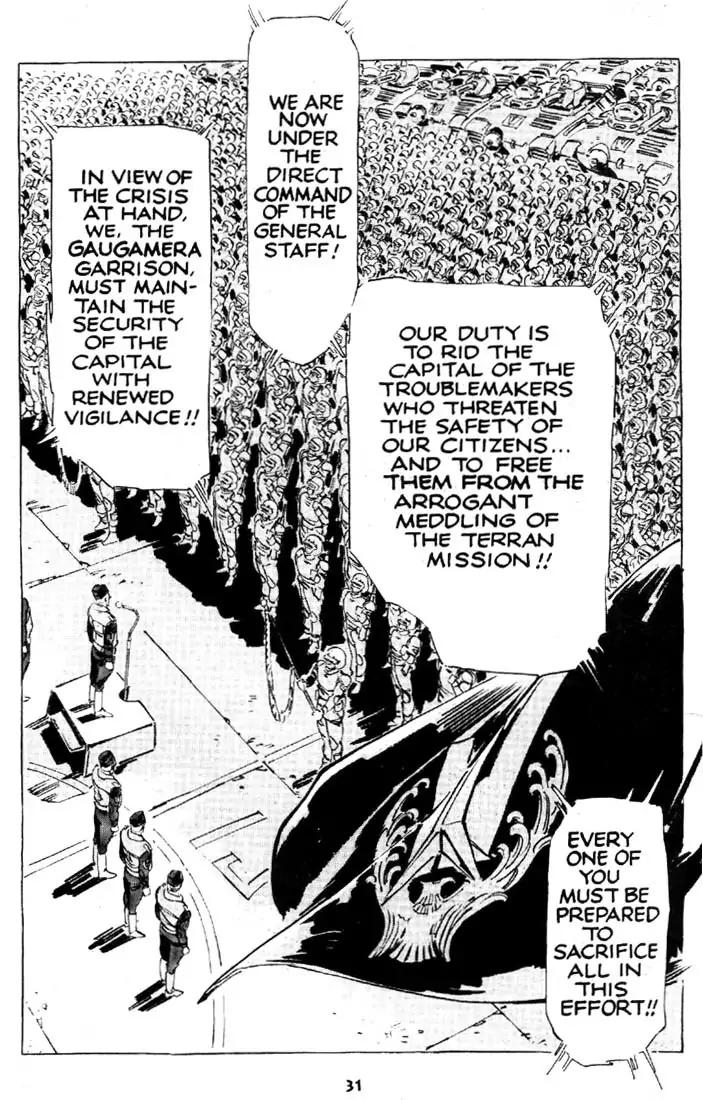 WE ARE
NOW
UNDER
THE
DIRECT
COMMAND
OF THE
GENERAL
STAFF!
IN VIEW OF
THE CRISIS
AT HAND,
WE, THE
GAUGAMERA
GARRISON,
MUST MAIN-
TAIN THE
SECURITY
OF THE
CAPITAL
WITH
RENEWED
VIGILANCE!!
OUR DUTY IS
TO RID THE
CAPITAL OF THE
TROUBLEMAKERS
WHO THREATEN
THE SAFETY OF
OUR CITIZENS...
AND TO FREE
THEM FROM THE
ARROGANT
MEDDLING OF
THE TERRAN
MISSION!!
EVERY
ONE OF
YOU
MUST BE
PREPARED
TO
SACRIFICE
ALL IN
THIS
EFFORT!!
31